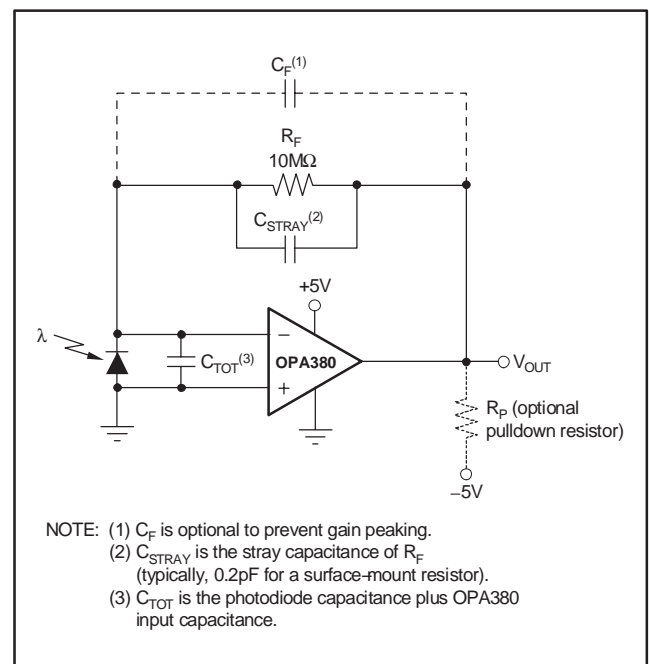 C_F^(1)
R_F
10MΩ
C_STRAY^(2)
+5V
λ
C_TOT^(3)
−
OPA380
+
V_OUT
R_P (optional
pulldown resistor)
−5V
NOTE: (1) C_F is optional to prevent gain peaking.
(2) C_STRAY is the stray capacitance of R_F
(typically, 0.2pF for a surface-mount resistor).
(3) C_TOT is the photodiode capacitance plus OPA380
input capacitance.